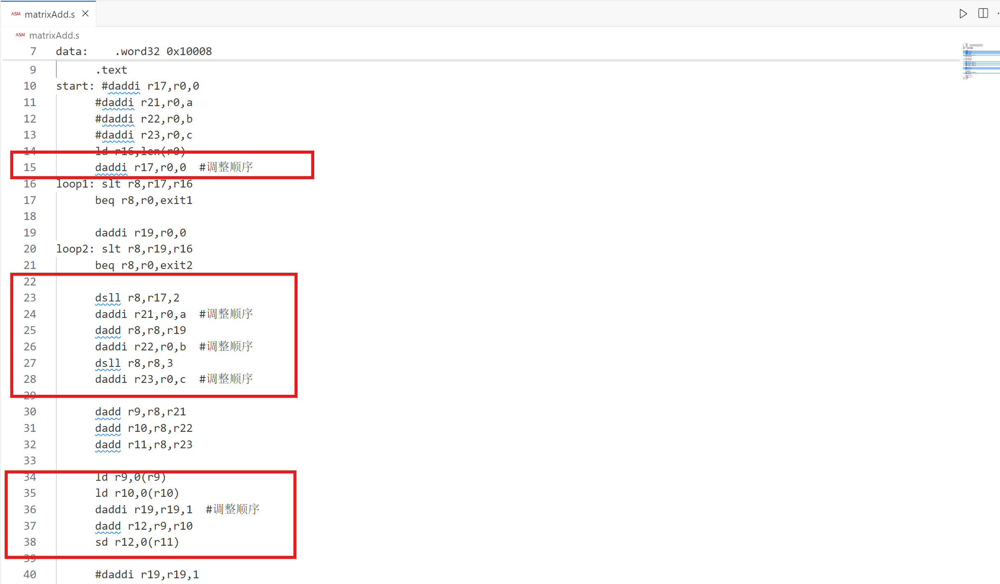 ASM matrixAdd.s
ASM matrixAdd.s
7 data: .word32 0x10008
9 .text
10 start: #daddi r17,r0,0
11 #daddi r21,r0,a
12 #daddi r22,r0,b
13 #daddi r23,r0,c
14 ld r16,len(r0)
15 daddi r17,r0,0 #调整顺序
16 loop1: slt r8,r17,r16
17 beq r8,r0,exit1
18
19 daddi r19,r0,0
20 loop2: slt r8,r19,r16
21 beq r8,r0,exit2
22
23 dsll r8,r17,2
24 daddi r21,r0,a #调整顺序
25 dadd r8,r8,r19
26 daddi r22,r0,b #调整顺序
27 dsll r8,r8,3
28 daddi r23,r0,c #调整顺序
29
30 dadd r9,r8,r21
31 dadd r10,r8,r22
32 dadd r11,r8,r23
33
34 ld r9,0(r9)
35 ld r10,0(r10)
36 daddi r19,r19,1 #调整顺序
37 dadd r12,r9,r10
38 sd r12,0(r11)
39
40 #daddi r19,r19,1